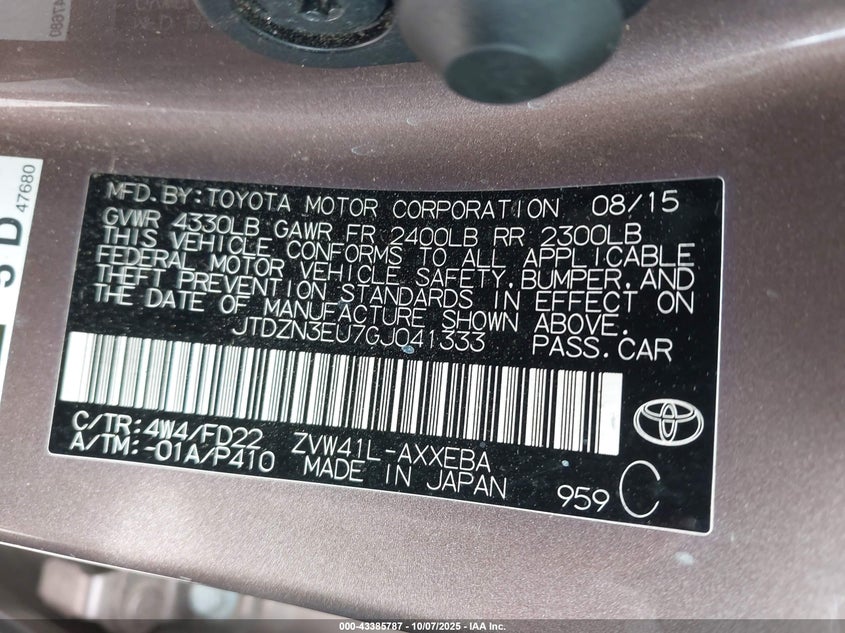 47680
5 D
MFD.BY:TOYOTA MOTOR CORPORATION 08/15
GVWR 4330LB GAWR FR 2400LB RR 2300LB
THIS VEHICLE CONFORMS TO ALL APPLICABLE
FEDERAL MOTOR VEHICLE SAFETY,BUMPER,AND
THEFT PREVENTION STANDARDS IN EFFECT ON
THE DATE OF MANUFACTURE SHOWN ABOVE.
JTDZN3EU7GJ041333 PASS.CAR
C/TR:4W4/FD22 ZVW41L-AXXEBA
A/TM:-01A/P410 MADE IN JAPAN
959 C
000-43385787 - 10/07/2025 - IAA Inc.